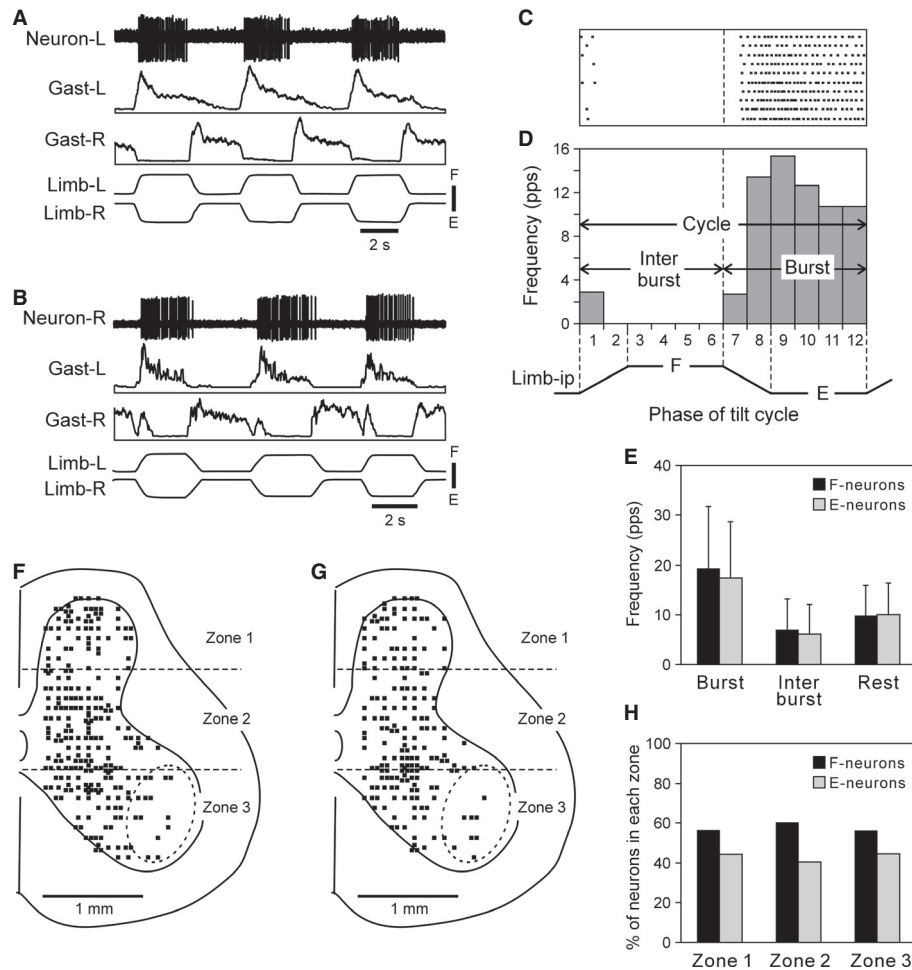 A
Neuron-L
Gast-L
Gast-R
Limb-L
F
Limb-R
E
2 s
B
Neuron-R
Gast-L
Gast-R
Limb-L
F
Limb-R
E
2 s
C
D
Frequency (pps)
16
12
8
4
0
Cycle
Inter
burst
Burst
1 2 3 4 5 6 7 8 9 10 11 12
Limb-ip
F
E
Phase of tilt cycle
E
Frequency (pps)
40
30
20
10
0
F-neurons
E-neurons
Burst
Inter
burst
Rest
F
Zone 1
Zone 2
Zone 3
1 mm
G
Zone 1
Zone 2
Zone 3
1 mm
H
% of neurons in each zone
100
80
60
40
20
0
F-neurons
E-neurons
Zone 1 Zone 2 Zone 3